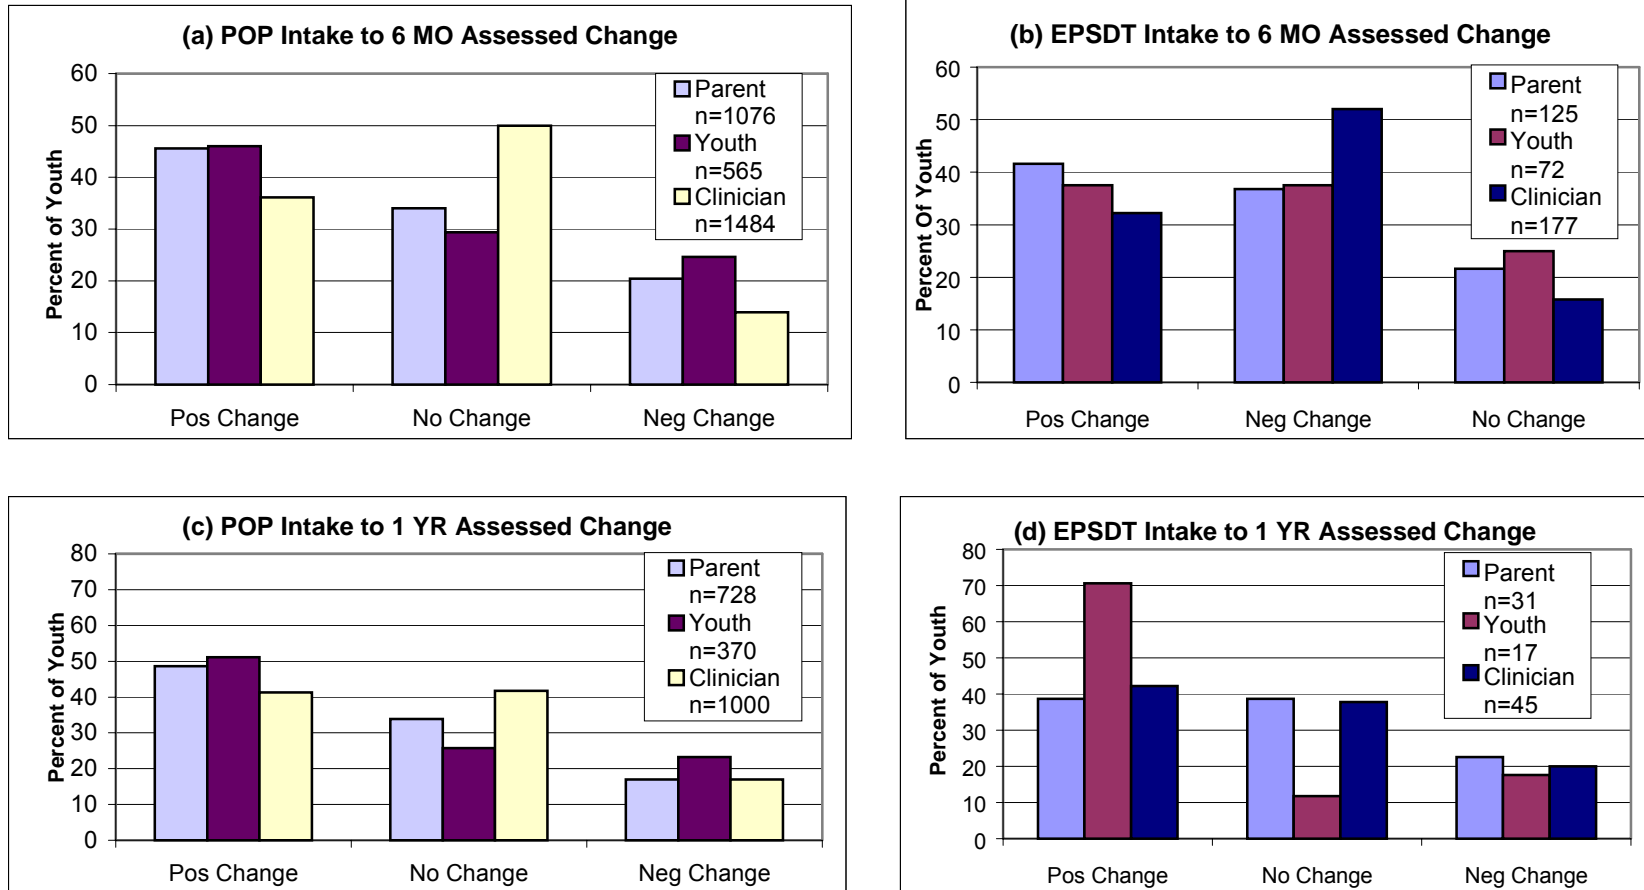 (a) POP Intake to 6 MO Assessed Change
Percent of Youth
60
50
40
30
20
10
0
Pos Change No Change Neg Change
Parent
n=1076
Youth
n=565
Clinician
n=1484
(b) EPSDT Intake to 6 MO Assessed Change
Percent Of Youth
60
50
40
30
20
10
0
Pos Change Neg Change No Change
Parent
n=125
Youth
n=72
Clinician
n=177
(c) POP Intake to 1 YR Assessed Change
Percent of Youth
80
70
60
50
40
30
20
10
0
Pos Change No Change Neg Change
Parent
n=728
Youth
n=370
Clinician
n=1000
(d) EPSDT Intake to 1 YR Assessed Change
Percent of Youth
80
70
60
50
40
30
20
10
0
Pos Change No Change Neg Change
Parent
n=31
Youth
n=17
Clinician
n=45